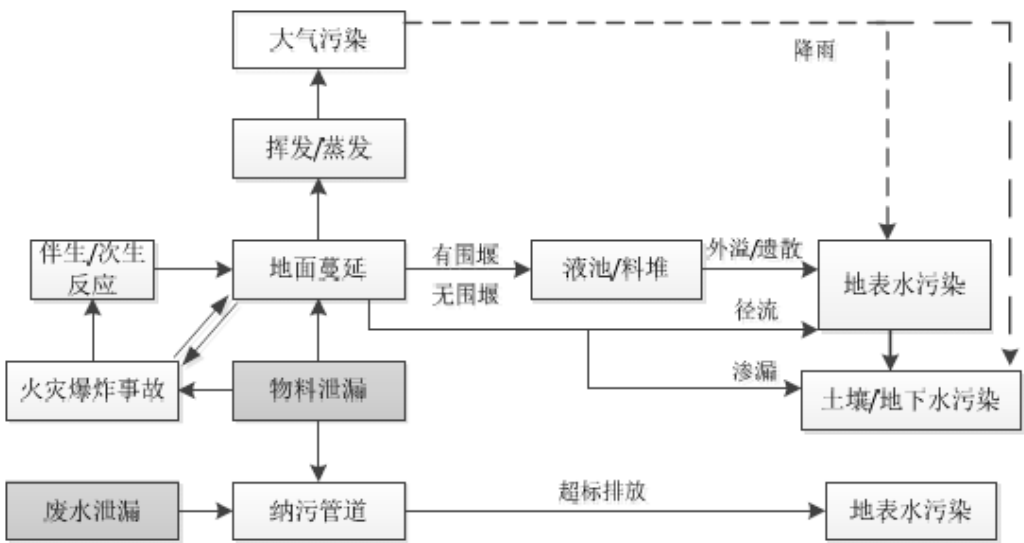 大气污染
降雨
挥发/蒸发
伴生/次生
反应
地面蔓延
有围堰
无围堰
液池/料堆
外溢/遗散
地表水污染
径流
火灾爆炸事故
物料泄漏
渗漏
土壤/地下水污染
废水泄漏
纳污管道
超标排放
地表水污染